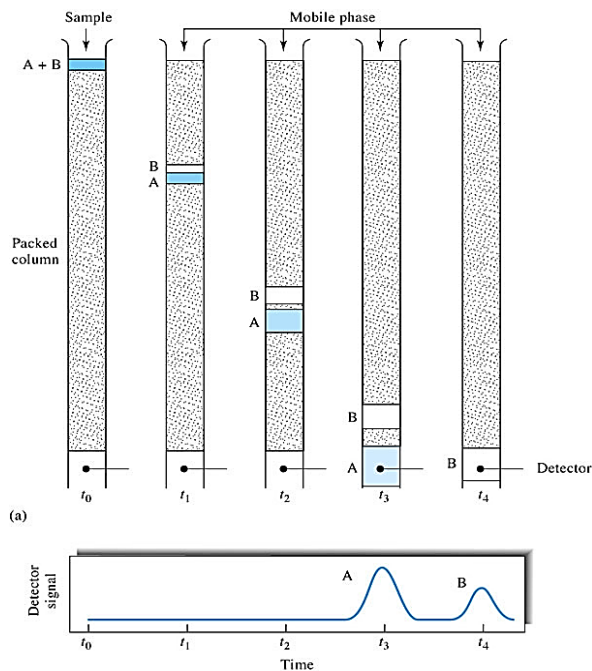 Sample
Mobile phase
A + B
B
A
Packed
column
B
A
B
A
B
Detector
t0 t1 t2 t3 t4
(a)
Detector
signal
A
B
t0 t1 t2 t3 t4
Time